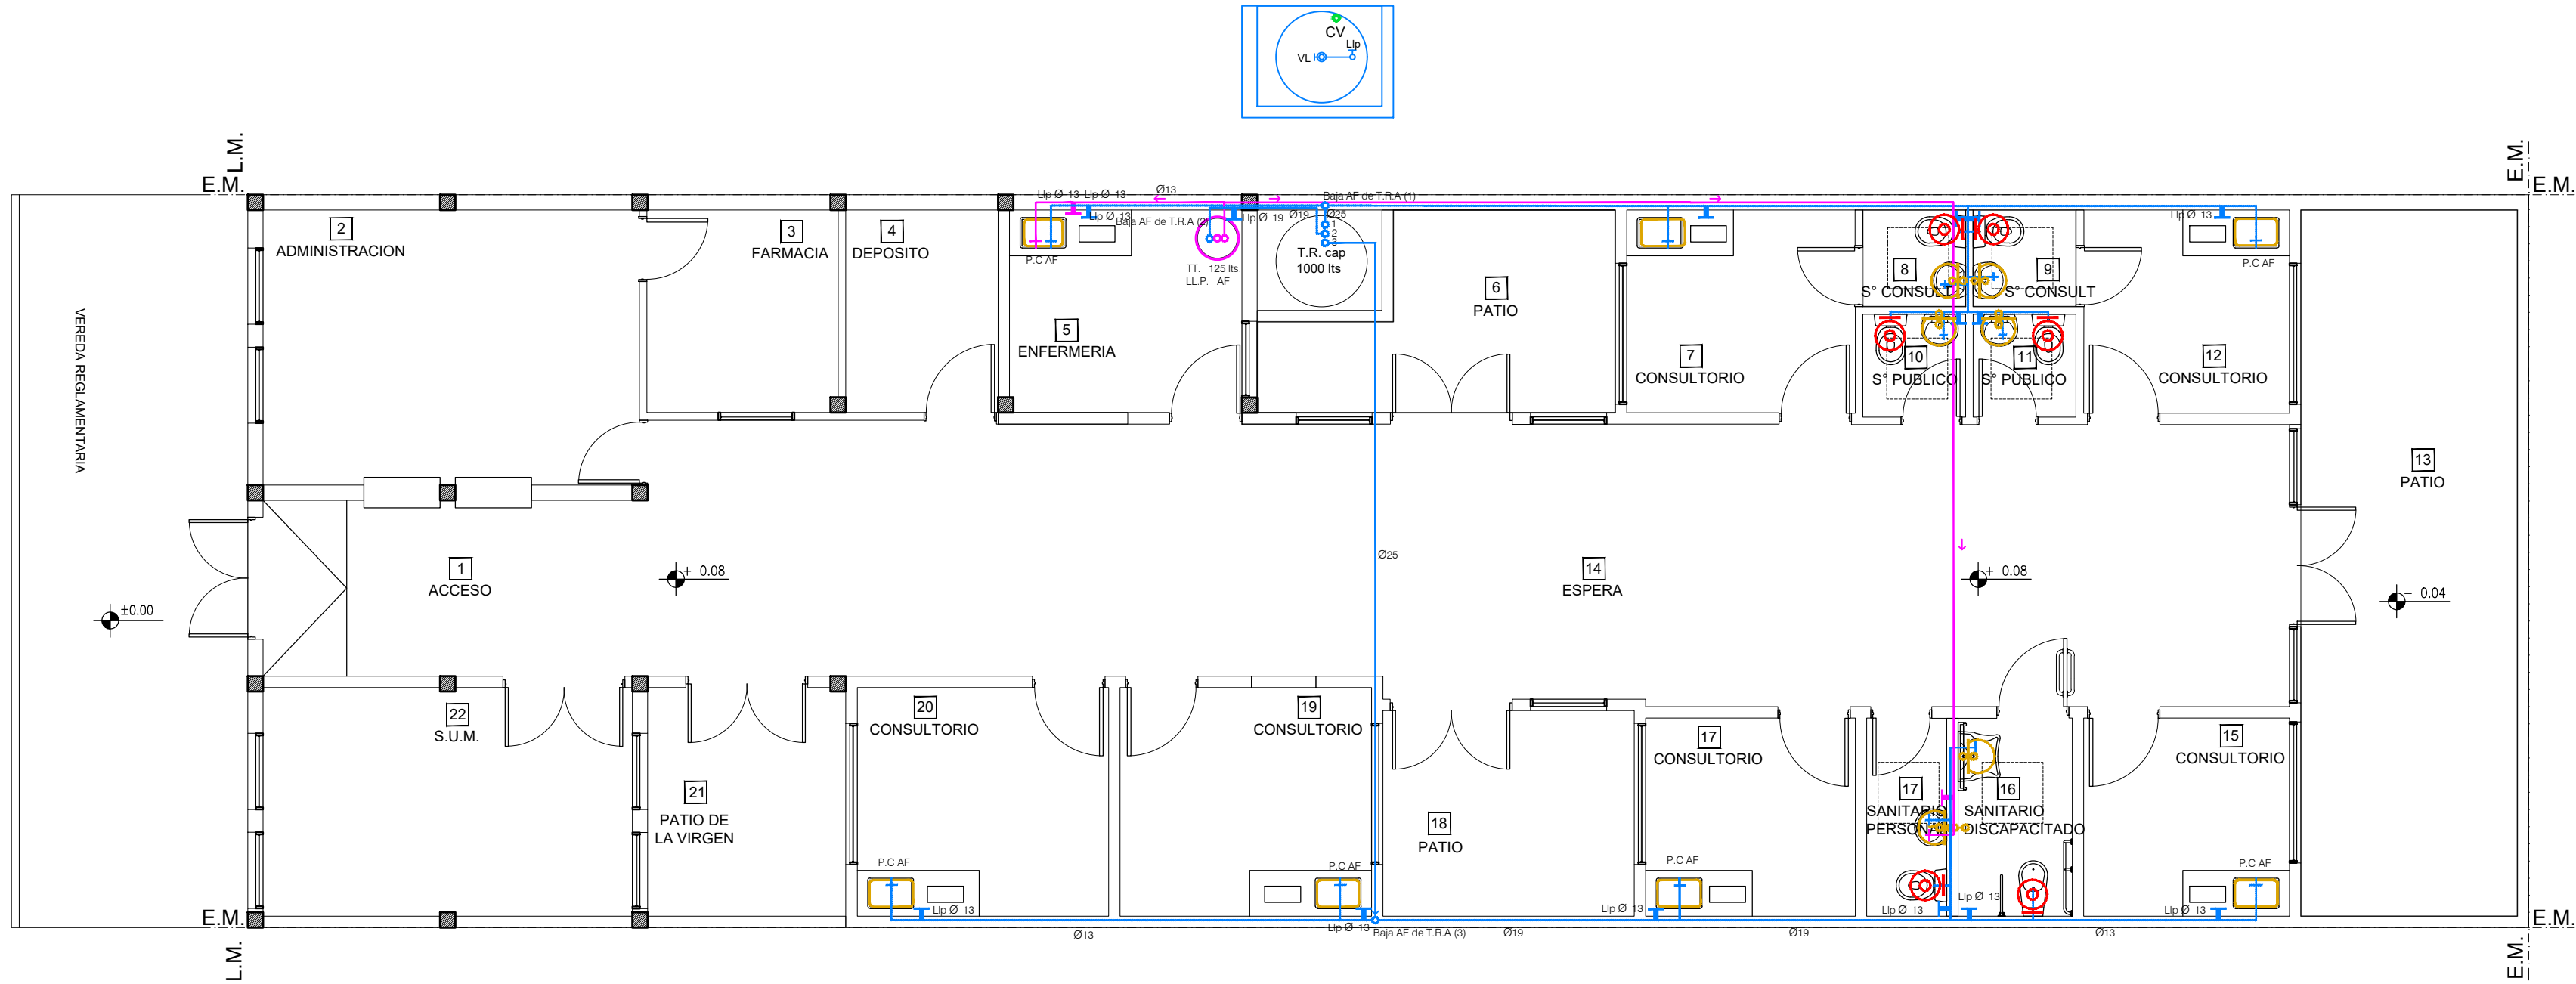 CV
Llp
VL
L.M.
E.M.
E.M.
E.M.
Llp Ø 13
Llp Ø 13
Ø13
Baja AF de T.R.A (1)
Llp Ø 13
Baja AF de T.R.A (2)
Llp Ø 19
Ø19
Ø25
1
2
3
Llp Ø 13
2
ADMINISTRACION
3
FARMACIA
4
DEPOSITO
P.C AF
TT. 125 lts.
LL.P. AF
T.R. cap
1000 lts
P.C AF
5
ENFERMERIA
6
PATIO
7
CONSULTORIO
8
S° CONSULT
9
S° CONSULT
10
S° PUBLICO
11
S° PUBLICO
12
CONSULTORIO
13
PATIO
VEREDA REGLAMENTARIA
1
ACCESO
+ 0.08
±0.00
Ø25
14
ESPERA
+ 0.08
- 0.04
22
S.U.M.
21
PATIO DE
LA VIRGEN
20
CONSULTORIO
19
CONSULTORIO
18
PATIO
17
CONSULTORIO
17
SANITARIO
PERSONAL
16
SANITARIO
DISCAPACITADO
15
CONSULTORIO
P.C AF
P.C AF
P.C AF
P.C AF
Llp Ø 13
Llp Ø 13
Llp Ø 13
Llp Ø 13
Llp Ø 13
Llp Ø 13
E.M.
E.M.
Ø13
Baja AF de T.R.A (3)
Ø19
Ø19
Ø13
L.M.
E.M.